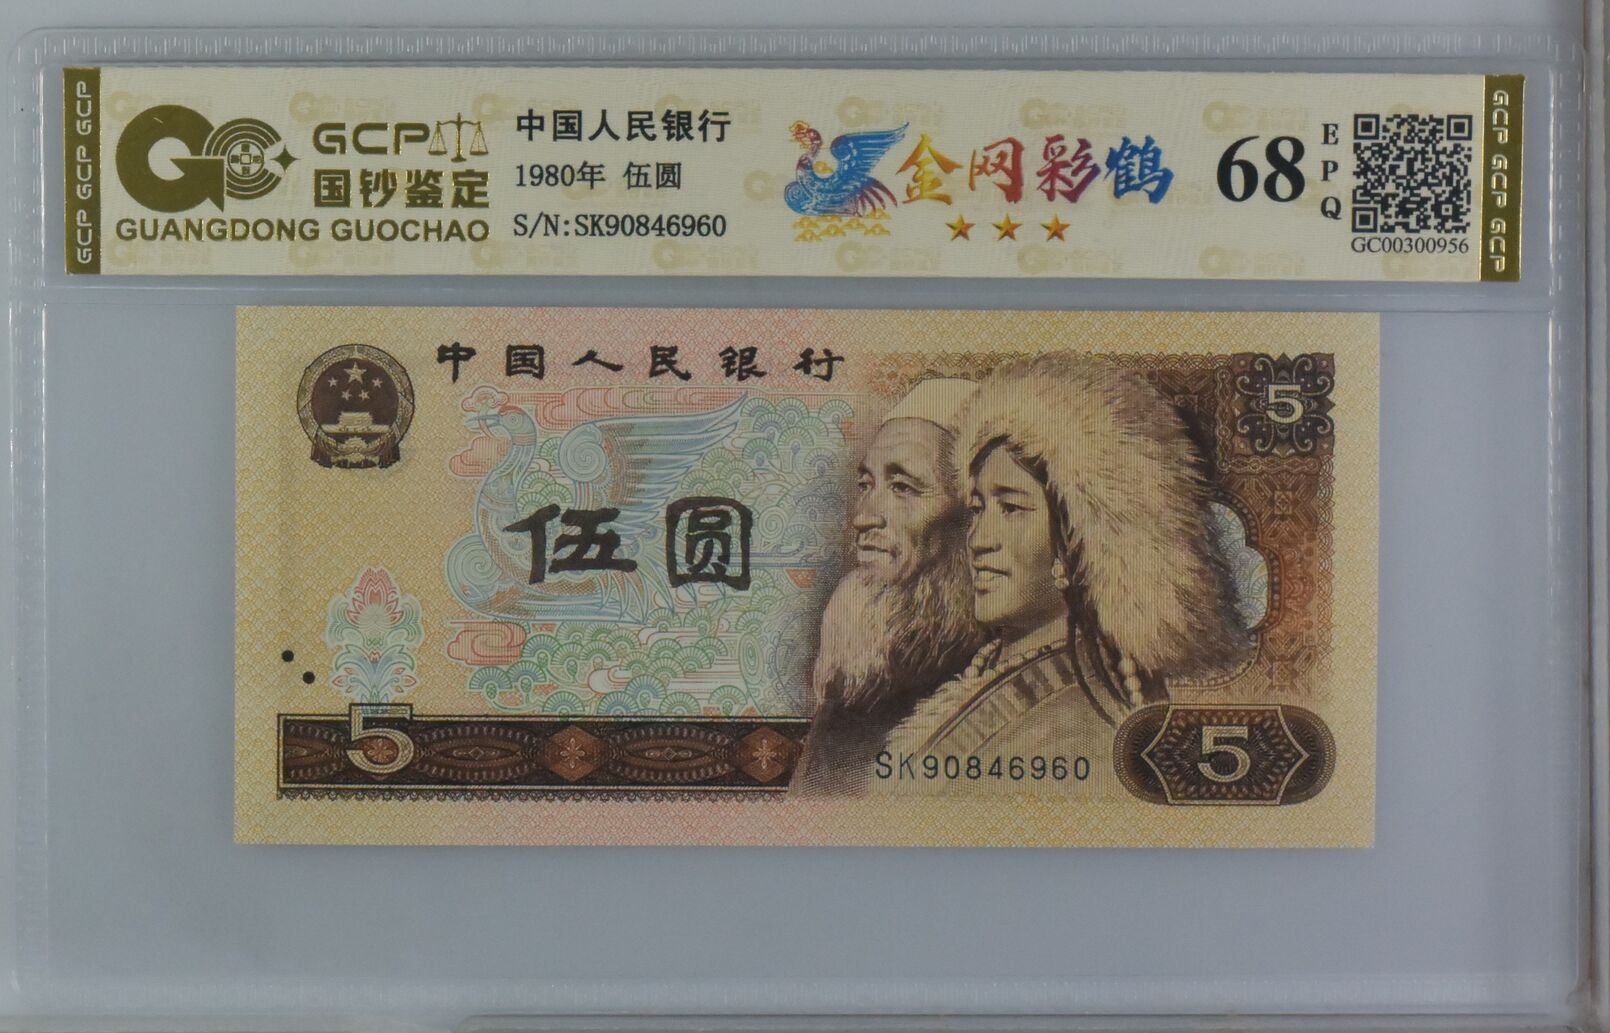 GCP GCP GCP
GCP
国钞鉴定
GUANGDONG GUOCHAO
中国人民银行
1980年 伍圆
S/N:SK90846960
金网彩鹤
68
EPQ
GC00300956
GCP GCP GCP
中国人民银行
5
伍圆
5
SK90846960
5